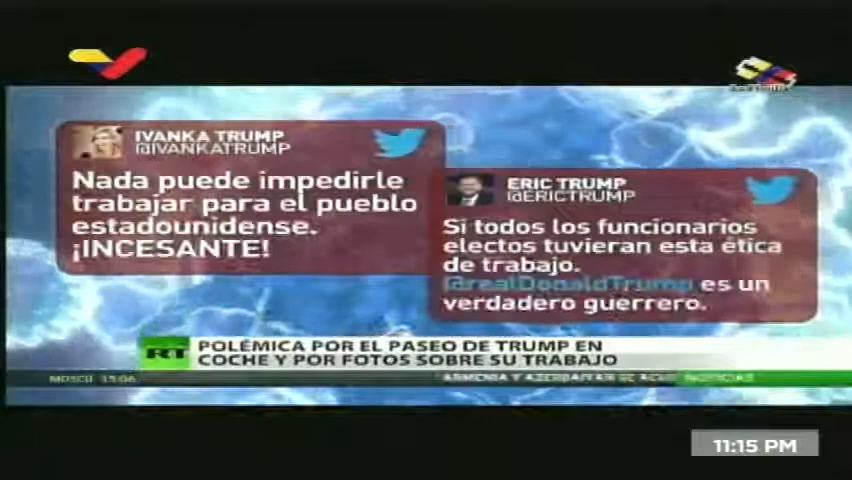 IVANKA TRUMP
@IVANKATRUMP
Nada puede impedirle
trabajar para el pueblo
estadounidense.
¡INCESANTE!
ERIC TRUMP
@ERICTRUMP
Si todos los funcionarios
electos tuvieran esta ética
de trabajo.
@realDonaldTrump es un
verdadero guerrero.
RT
POLÉMICA POR EL PASEO DE TRUMP EN
COCHE Y POR FOTOS SOBRE SU TRABAJO
MOSCÚ 15:06
ARMENIA Y AZERBAIYÁN SE
NOTICIAS
11:15 PM